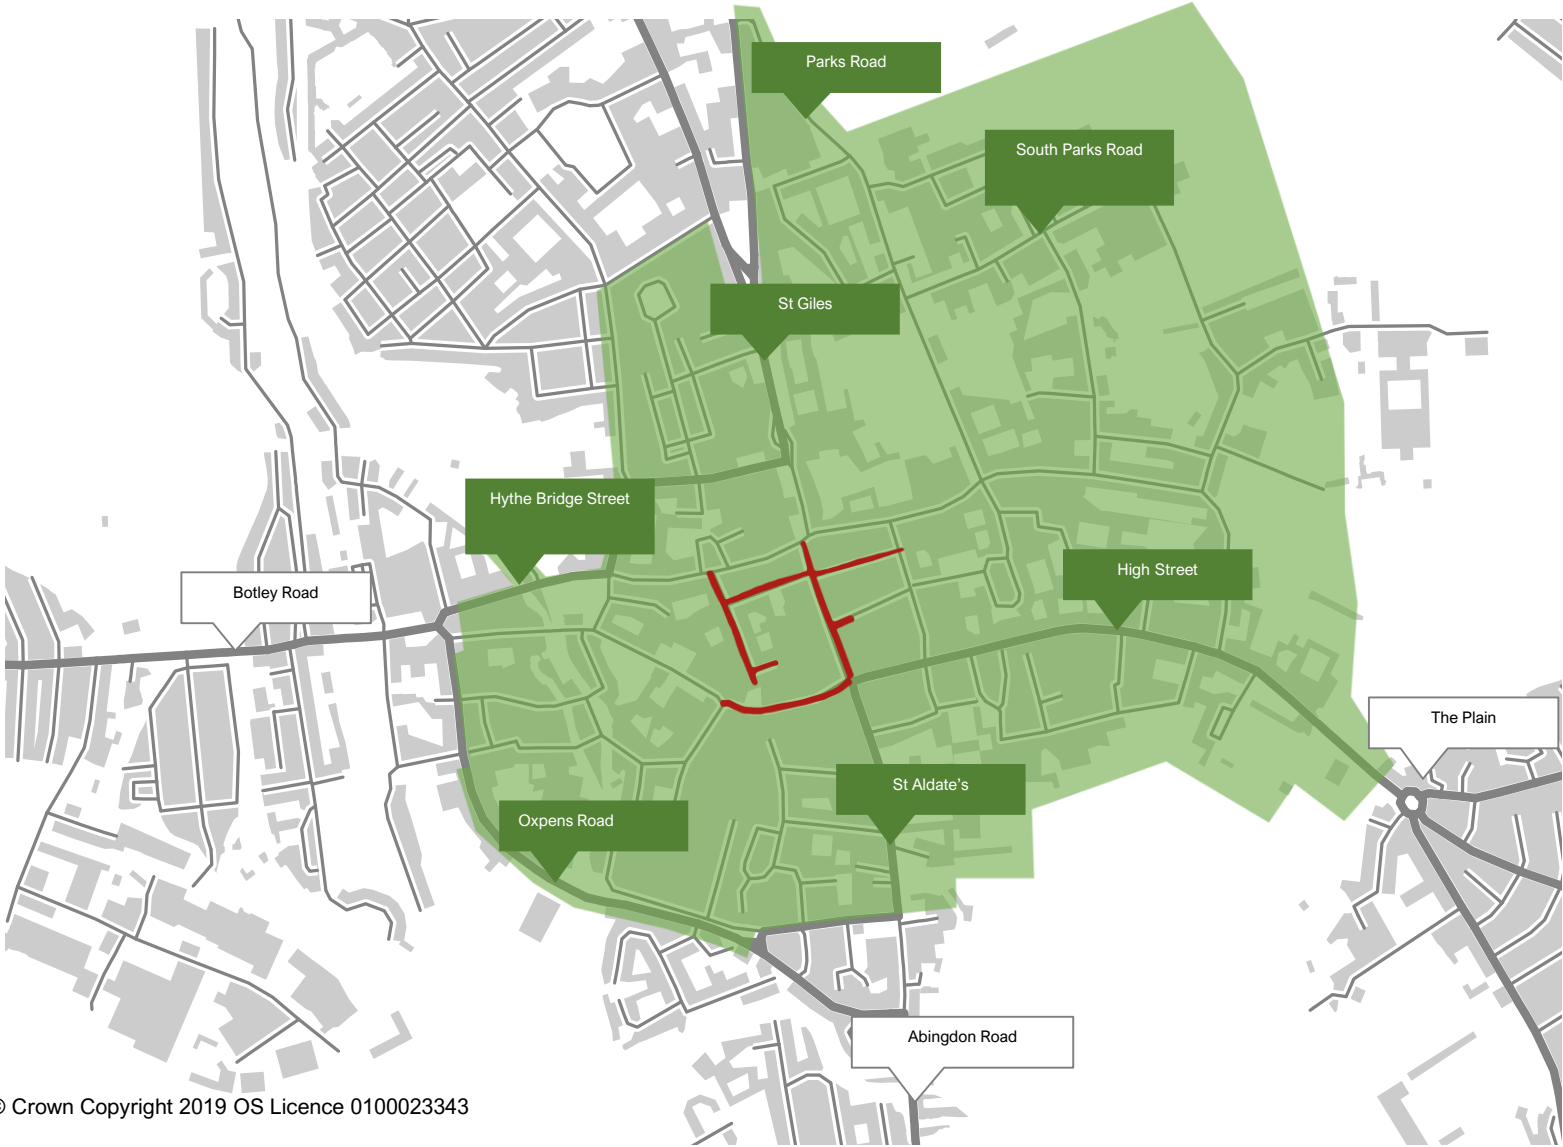 Parks Road
South Parks Road
St Giles
Hythe Bridge Street
High Street
Botley Road
The Plain
St Aldate's
Oxpens Road
Abingdon Road
© Crown Copyright 2019 OS Licence 0100023343